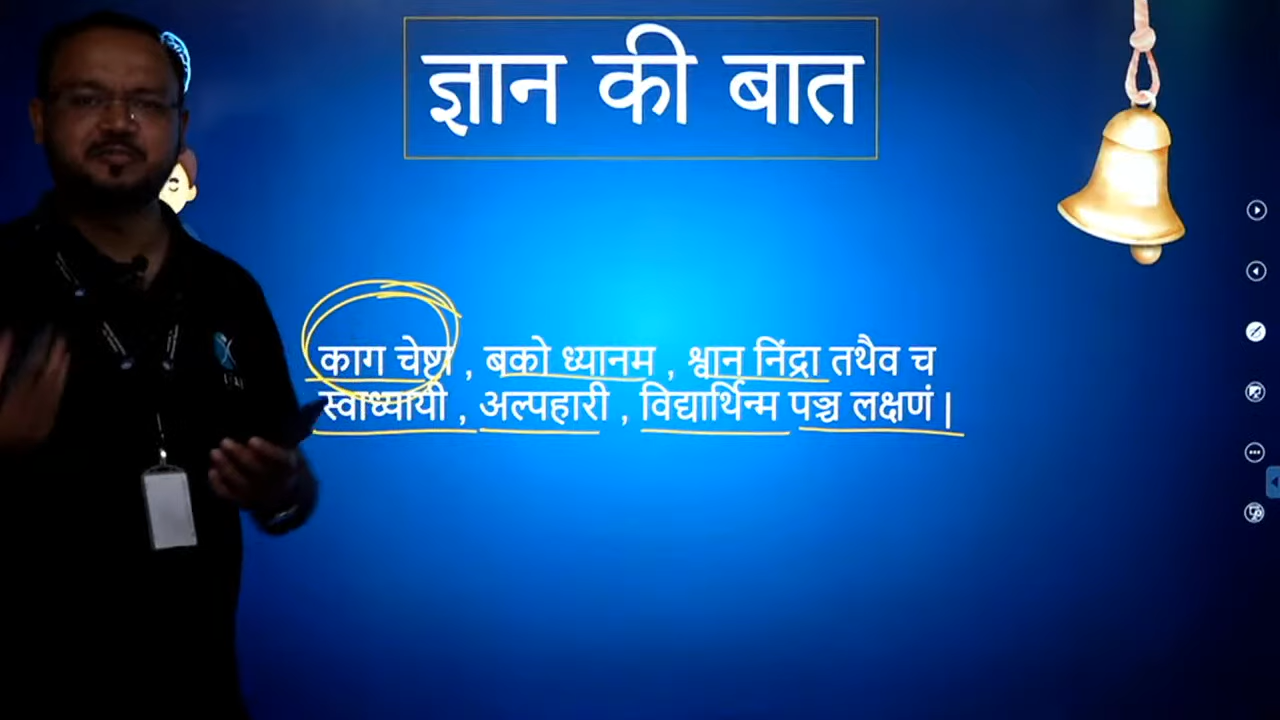 ज्ञान की बात
काग चेष्टा , बको ध्यानम , श्वान निंद्रा तथैव च
स्वाध्यायी , अल्पहारी , विद्यार्थिन्म पञ्च लक्षणं |